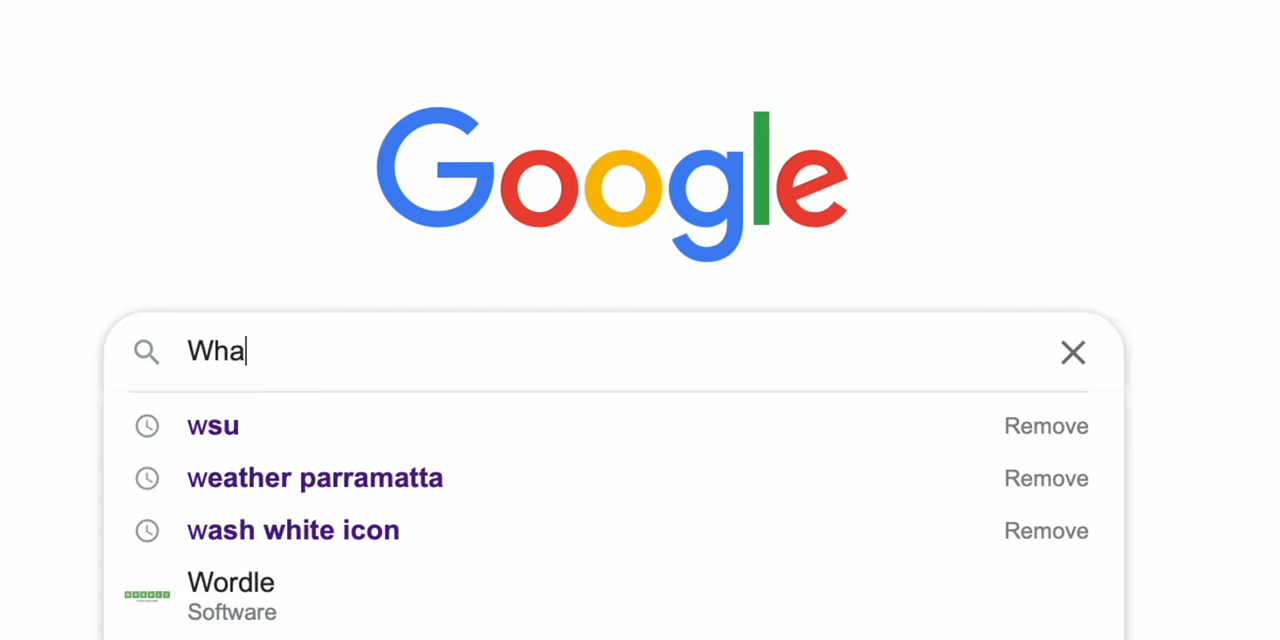 Google
Wha
wsu
Remove
weather parramatta
Remove
wash white icon
Remove
Wordle
Software